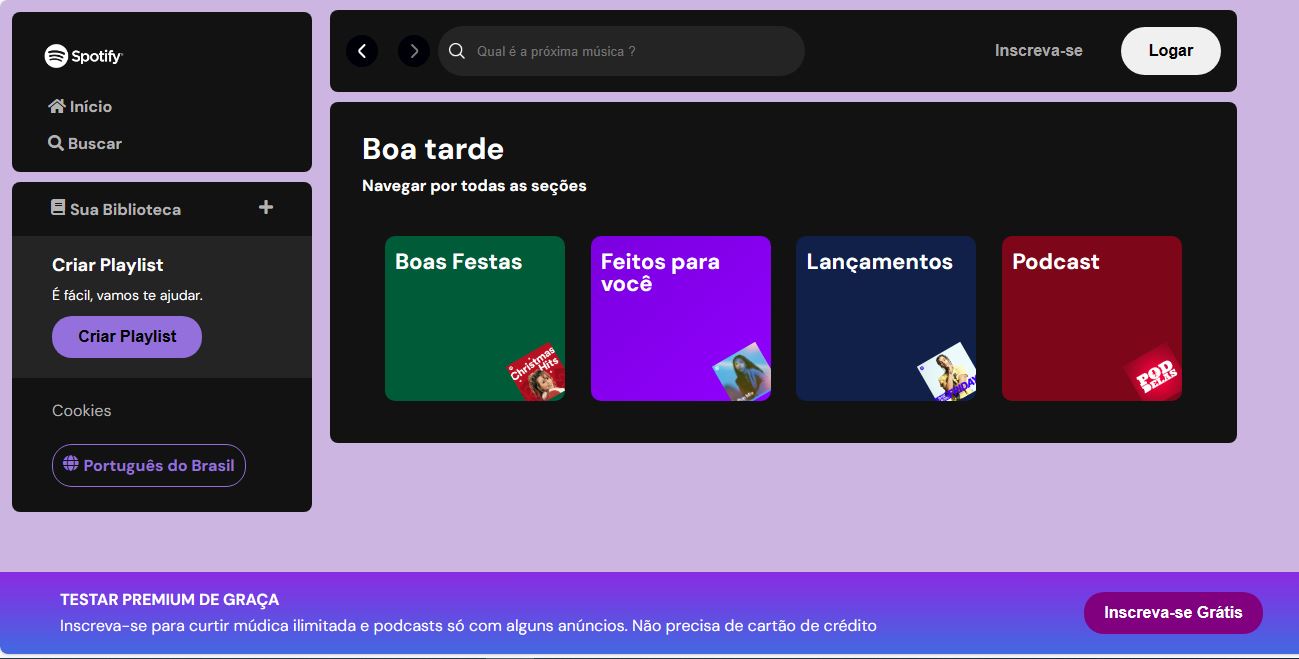 Spotify
Início
Buscar
Sua Biblioteca
Criar Playlist
É fácil, vamos te ajudar.
Criar Playlist
Cookies
Português do Brasil
Qual é a próxima música ?
Inscreva-se
Logar
Boa tarde
Navegar por todas as seções
Boas Festas
Christmas
Hits
Feitos para
você
Lançamentos
Podcast
POD
DELAS
TESTAR PREMIUM DE GRAÇA
Inscreva-se para curtir múdica ilimitada e podcasts só com alguns anúncios. Não precisa de cartão de crédito
Inscreva-se Grátis